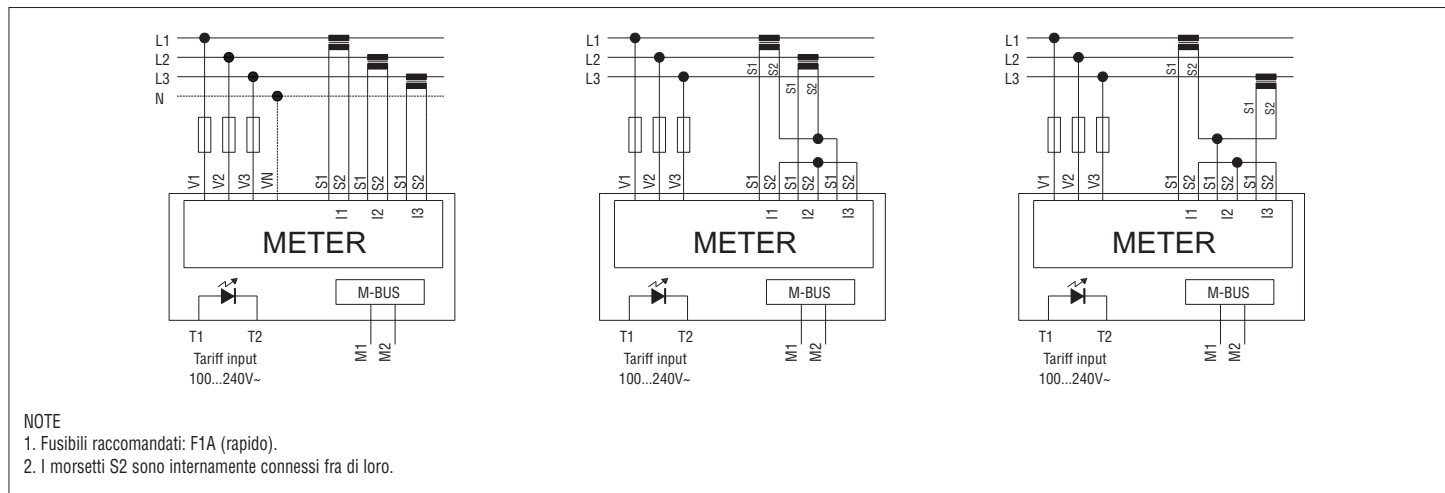 L1
L2
L3
N
V1 V2 V3 VN S1 S2 S1 S2 S1 S2
I1 I2 I3
METER
M-BUS
T1 T2
Tariff input
100...240V~
M1 M2
L1
L2
L3
S1 S2
S1 S2
V1 V2 V3 S1 S2 S1 S2 S1 S2
I1 I2 I3
METER
M-BUS
T1 T2
Tariff input
100...240V~
M1 M2
L1
L2
L3
S1 S2
S1 S2
V1 V2 V3 S1 S2 S1 S2 S1 S2
I1 I2 I3
METER
M-BUS
T1 T2
Tariff input
100...240V~
M1 M2
NOTE
1. Fusibili raccomandati: F1A (rapido).
2. I morsetti S2 sono internamente connessi fra di loro.